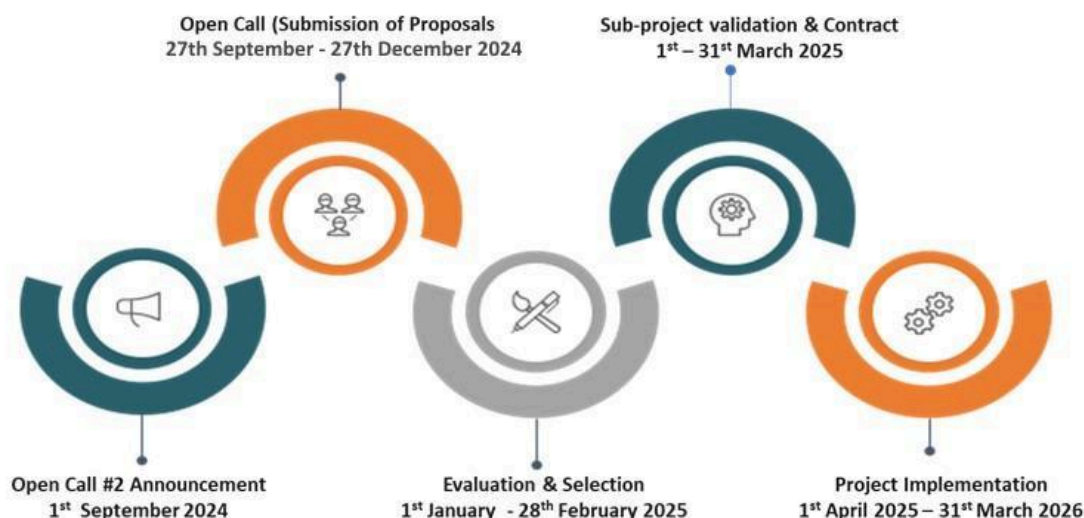 Open Call (Submission of Proposals
27th September - 27th December 2024
Sub-project validation & Contract
1st – 31st March 2025
Open Call #2 Announcement
1st September 2024
Evaluation & Selection
1st January - 28th February 2025
Project Implementation
1st April 2025 – 31st March 2026